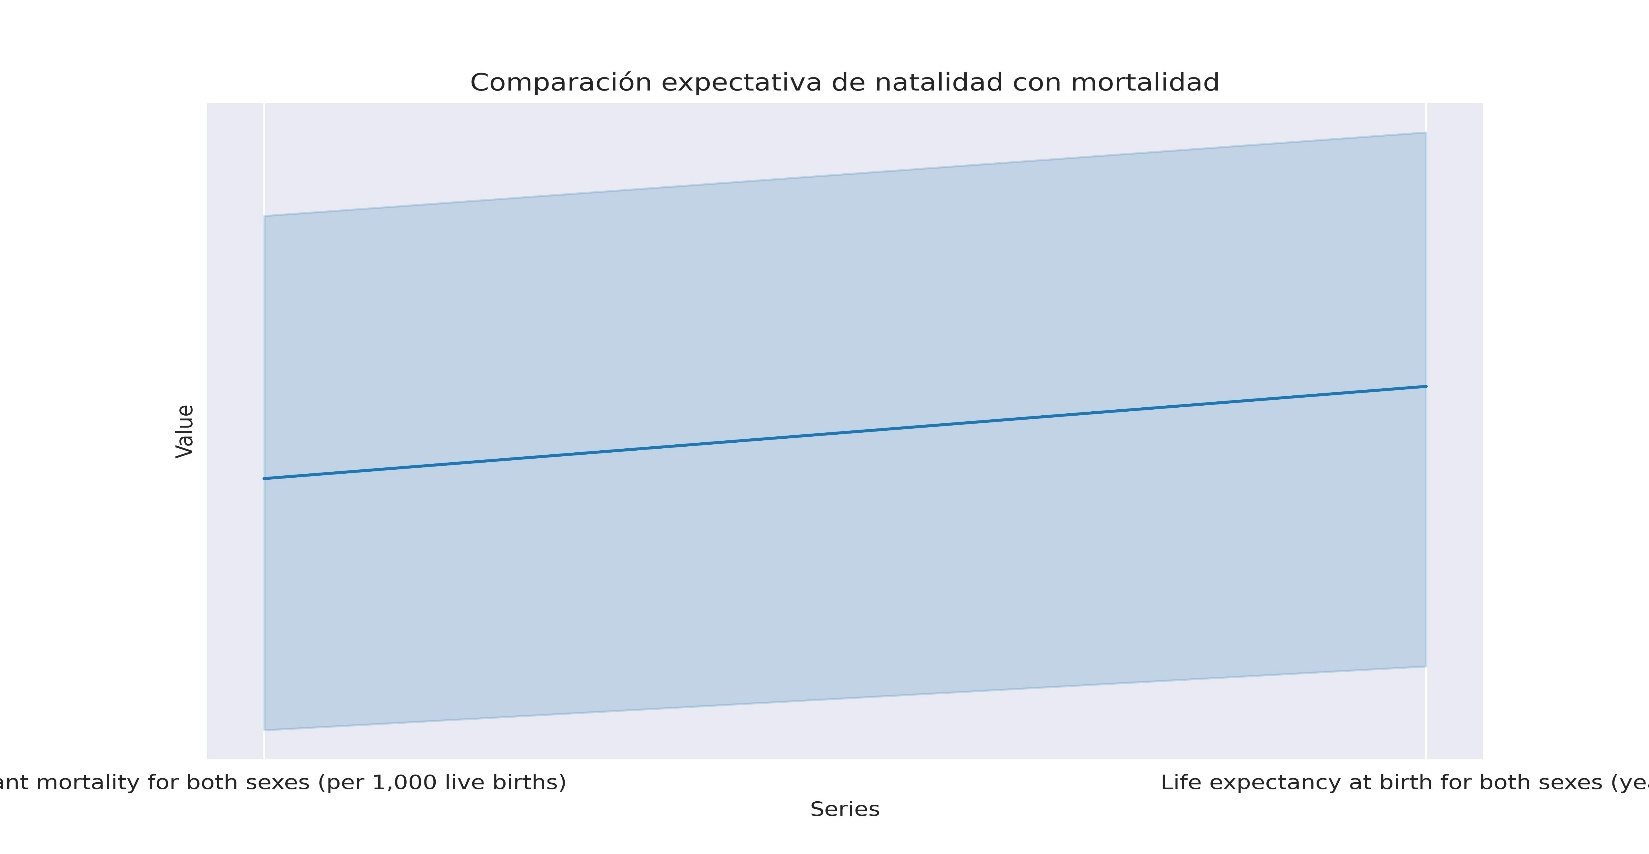 Comparación expectativa de natalidad con mortalidad
Value
ant mortality for both sexes (per 1,000 live births)
Life expectancy at birth for both sexes (ye
Series